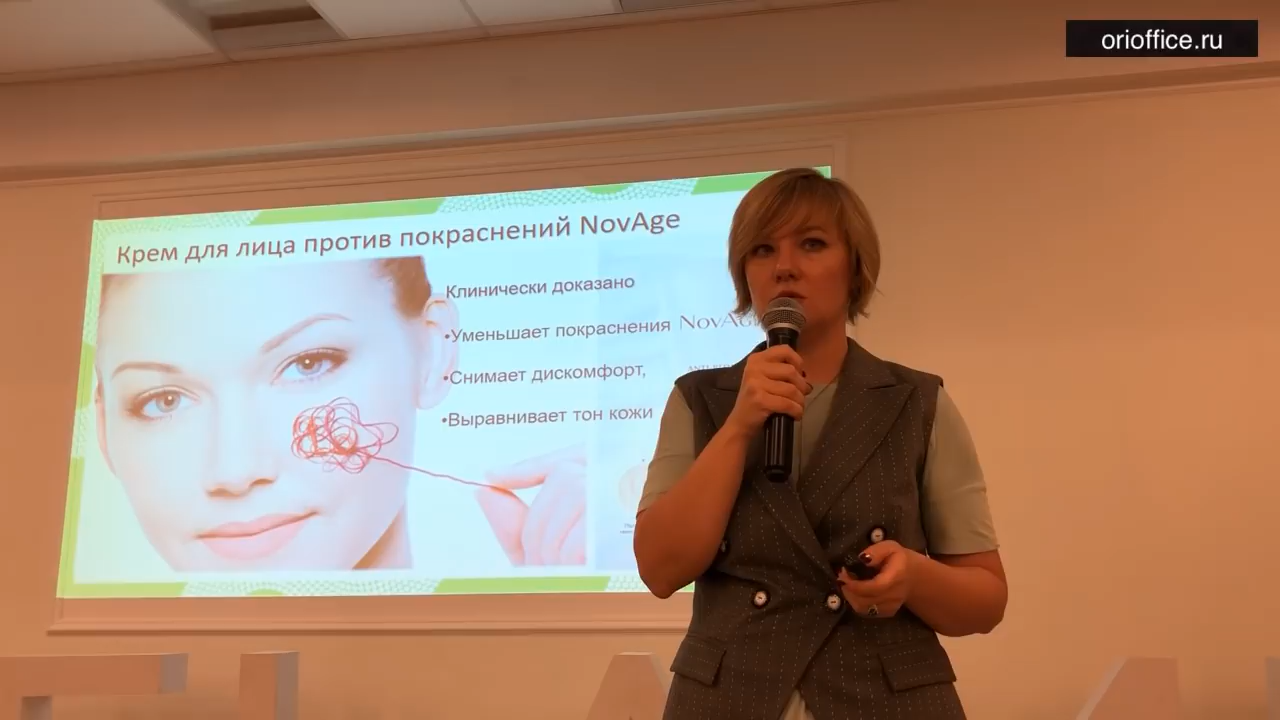 orioffice.ru
Крем для лица против покраснений NovAge
Клинически доказано
•Уменьшает покраснения
•Снимает дискомфорт,
•Выравнивает тон кожи